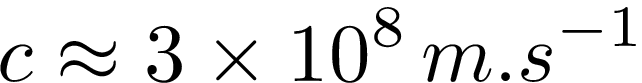 c ≈ 3 × 10⁸ m.s⁻¹